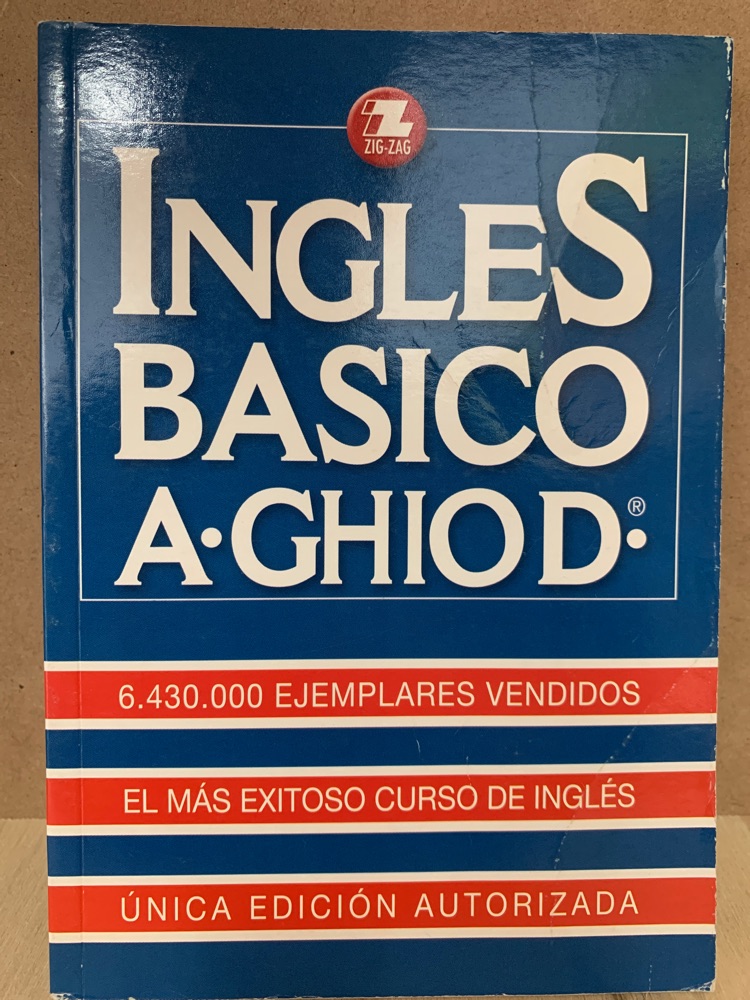 ZIG-ZAG
INGLES
BASICO
A·GHIO D·®
6.430.000 EJEMPLARES VENDIDOS
EL MÁS EXITOSO CURSO DE INGLÉS
ÚNICA EDICIÓN AUTORIZADA